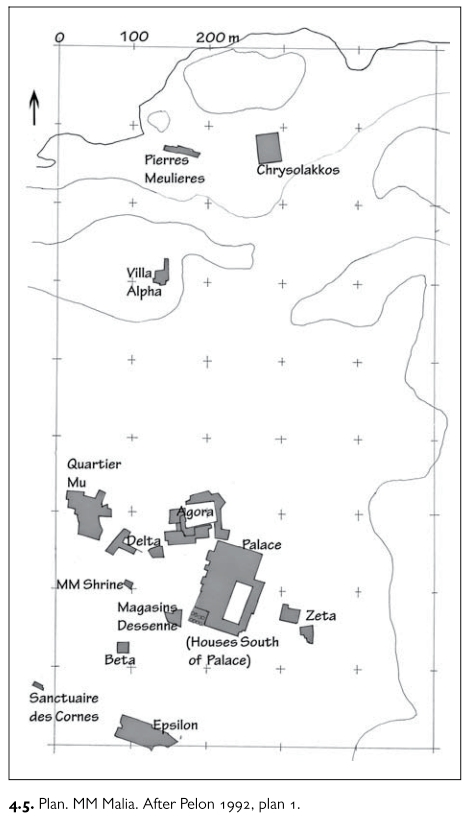 0 100 200 m
Pierres
Meulieres
Chrysolakkos
Villa
Alpha
Quartier
Mu
Agora
Delta
Palace
MM Shrine
Magasins
Dessenne
Zeta
(Houses South
of Palace)
Beta
Sanctuaire
des Cornes
Epsilon
4.5. Plan. MM Malia. After Pelon 1992, plan 1.